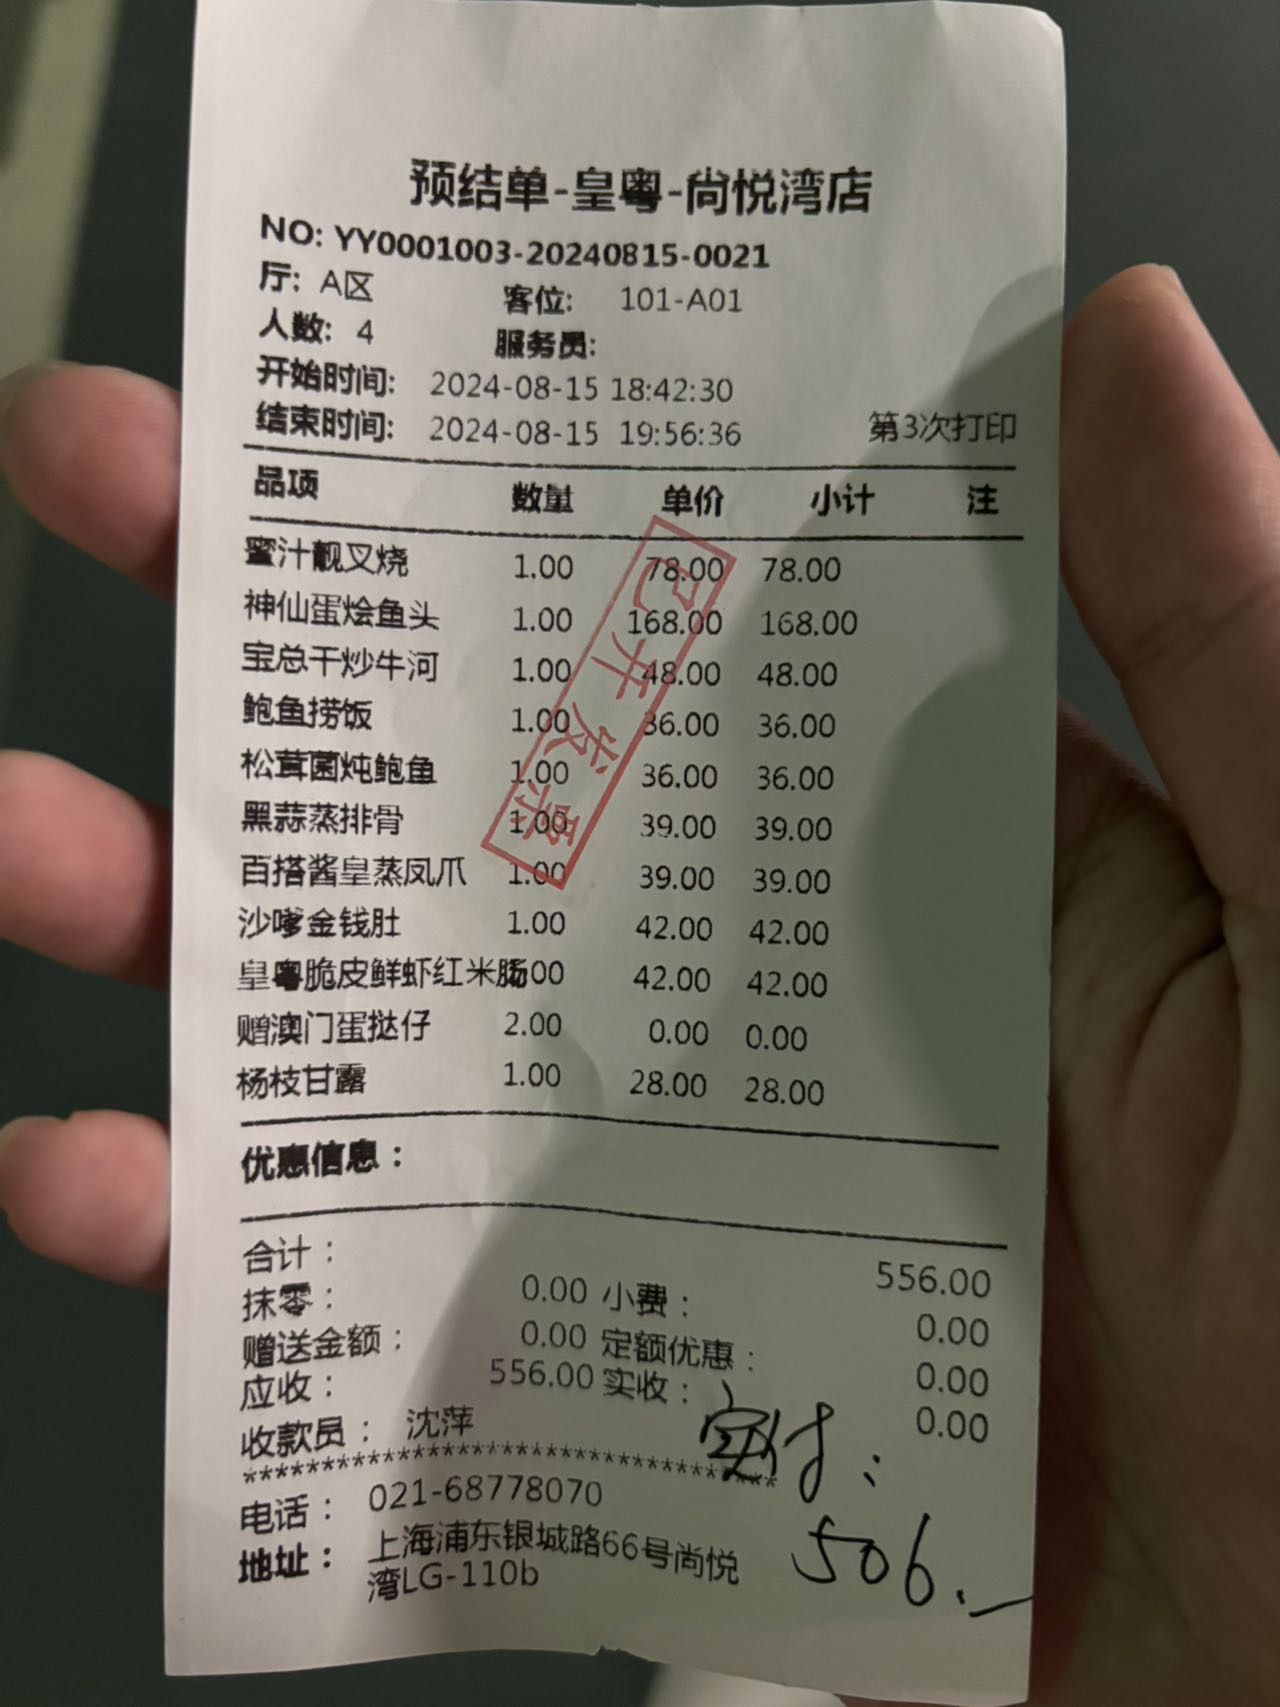 预结单-皇粤-尚悦湾店
NO: YY0001003-20240815-0021
厅: A区 客位: 101-A01
人数: 4 服务员:
开始时间: 2024-08-15 18:42:30
结束时间: 2024-08-15 19:56:36 第3次打印
品项 数量 单价 小计 注
蜜汁靓叉烧 1.00 78.00 78.00
神仙蛋烩鱼头 1.00 168.00 168.00
宝总干炒牛河 1.00 48.00 48.00
鲍鱼捞饭 1.00 36.00 36.00
松茸菌炖鲍鱼 1.00 36.00 36.00
黑蒜蒸排骨 1.00 39.00 39.00
百搭酱皇蒸凤爪 1.00 39.00 39.00
沙嗲金钱肚 1.00 42.00 42.00
皇粤脆皮鲜虾红米肠 .00 42.00 42.00
赠澳门蛋挞仔 2.00 0.00 0.00
杨枝甘露 1.00 28.00 28.00
已开发票
优惠信息：
合计： 556.00
抹零： 0.00 小费： 0.00
赠送金额： 0.00 定额优惠： 0.00
应收： 556.00 实收： 0.00
收款员： 沈萍
实付：
506.—
******************************************
电话： 021-68778070
地址： 上海浦东银城路66号尚悦
湾LG-110b